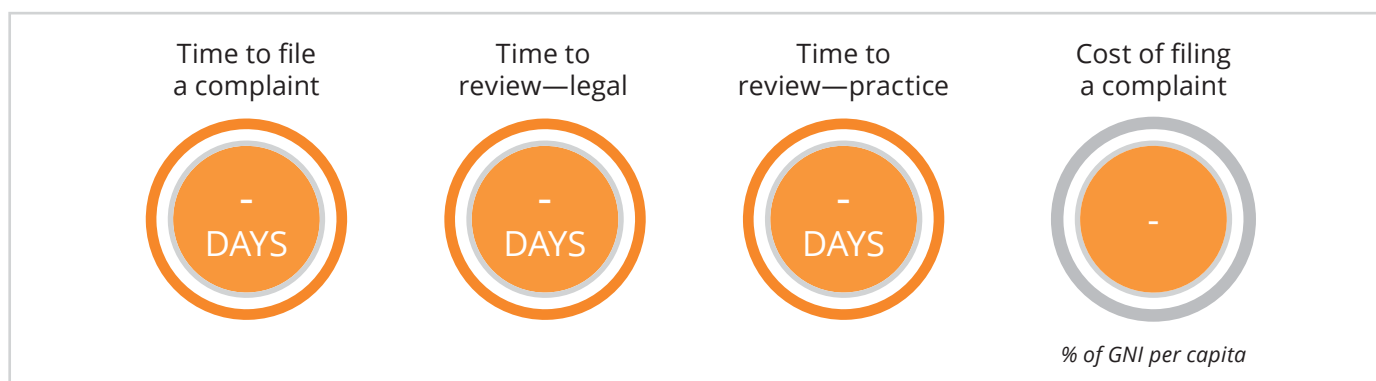 Time to file
a complaint
Time to
review—legal
Time to
review—practice
Cost of filing
a complaint
-
DAYS
-
DAYS
-
DAYS
-
% of GNI per capita